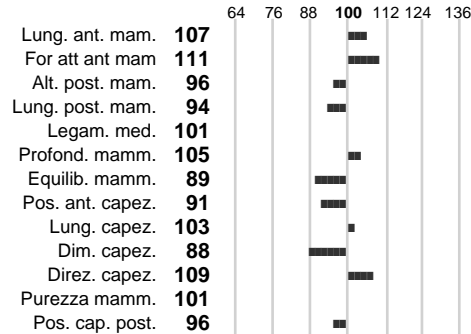 64 76 88 100 112 124 136
Lung. ant. mam. 107
For att ant mam 111
Alt. post. mam. 96
Lung. post. mam. 94
Legam. med. 101
Profond. mamm. 105
Equilib. mamm. 89
Pos. ant. capez. 91
Lung. capez. 103
Dim. capez. 88
Direz. capez. 109
Purezza mamm. 101
Pos. cap. post. 96